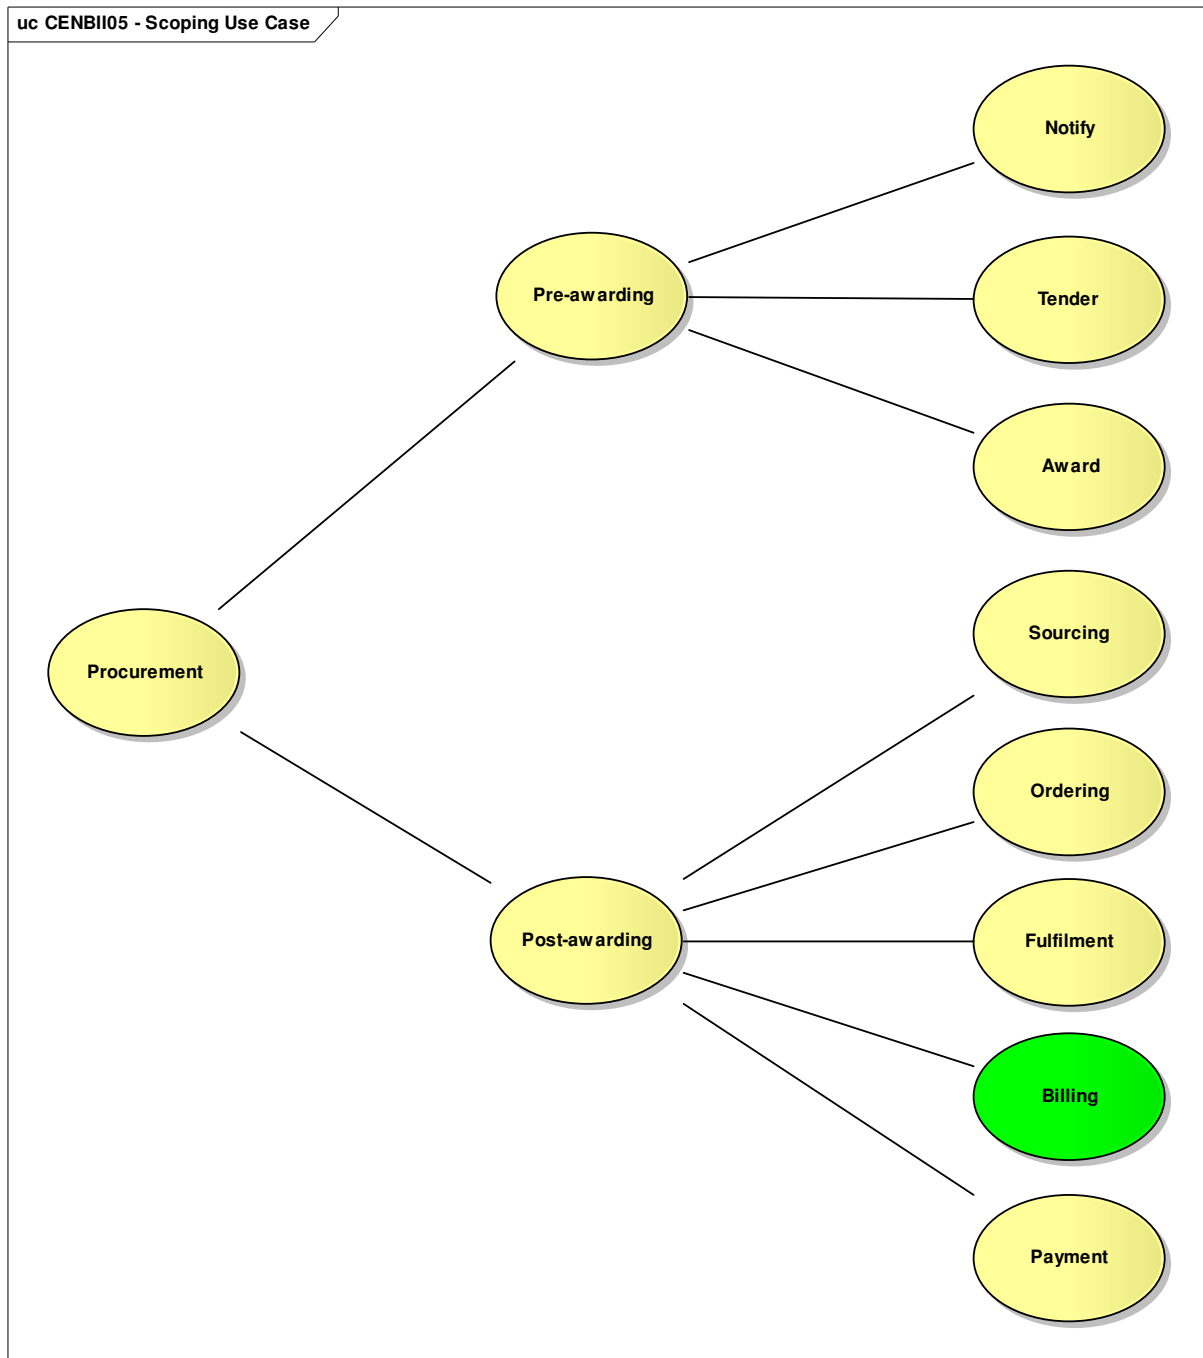 uc CENBII05 - Scoping Use Case
Notify
Pre-awarding
Tender
Award
Sourcing
Procurement
Ordering
Post-awarding
Fulfilment
Billing
Payment